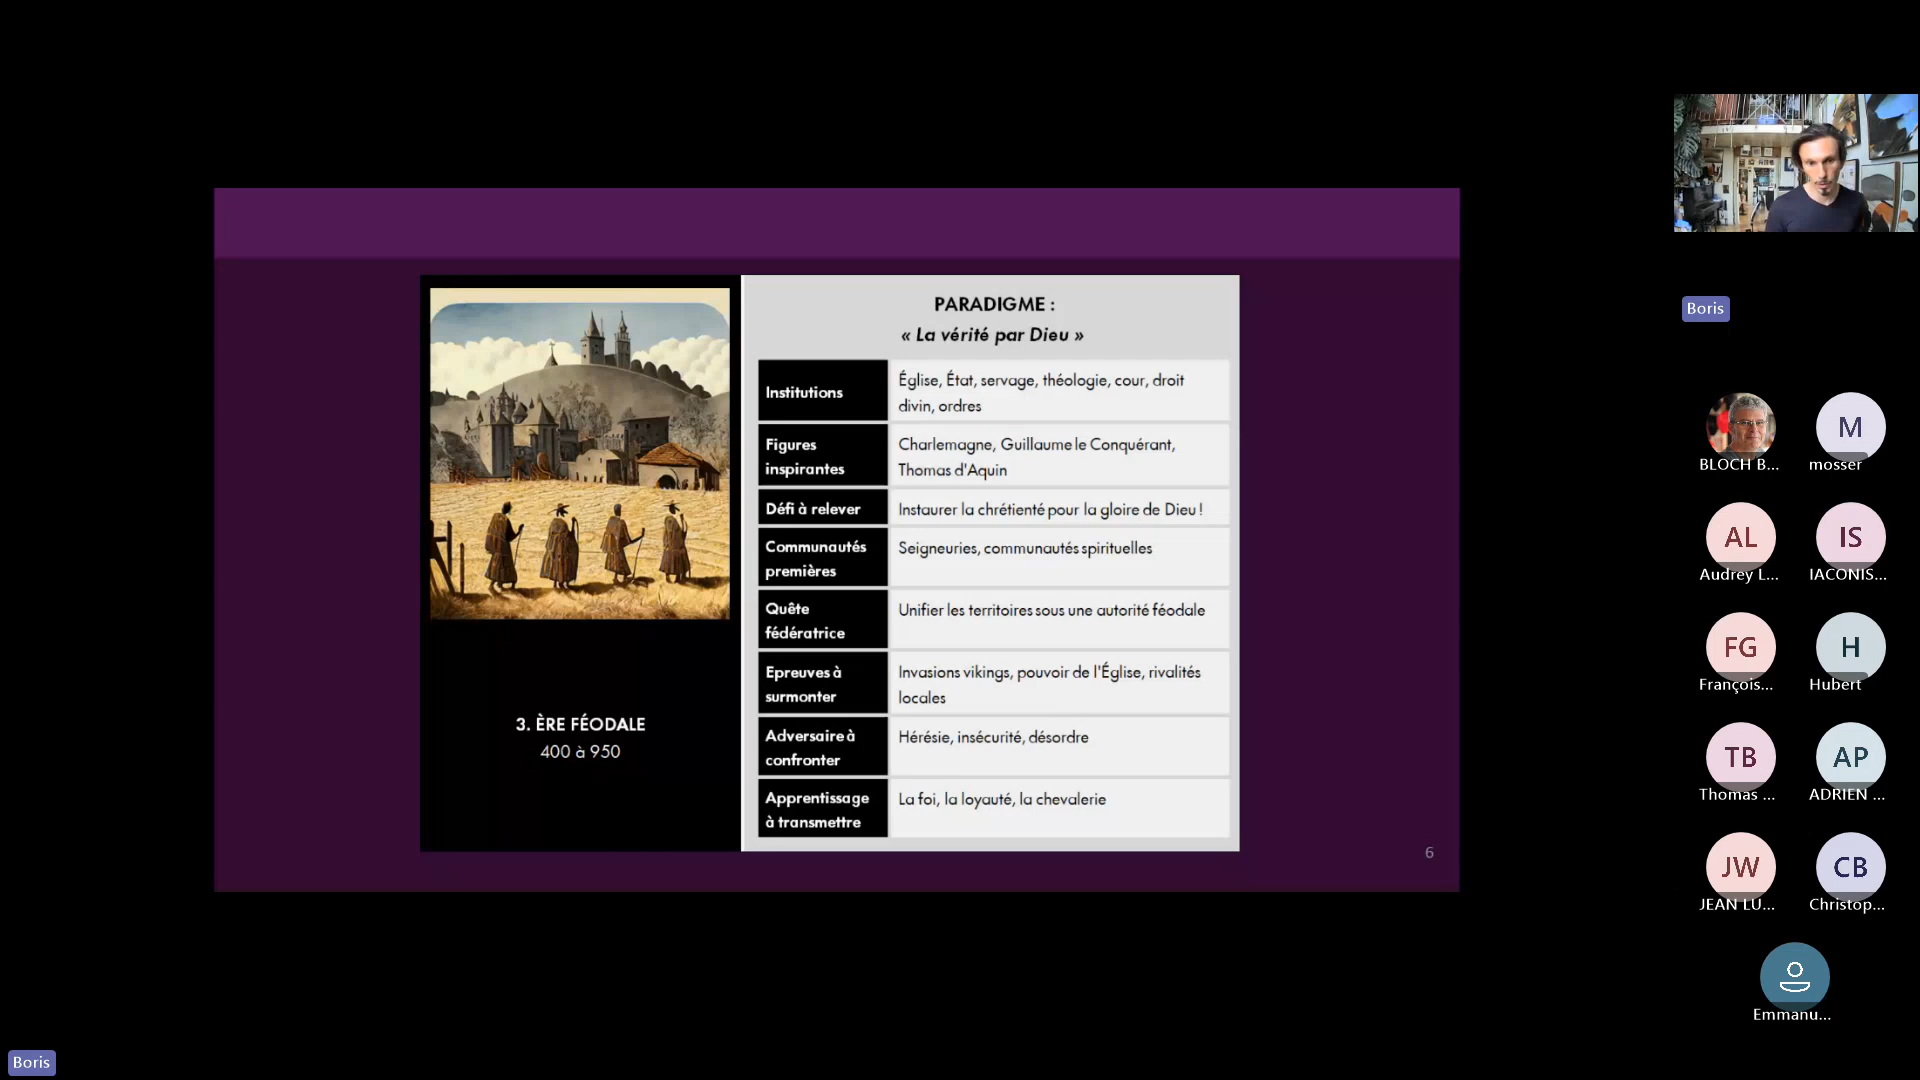 PARADIGME :
« La vérité par Dieu »
Institutions
Église, État, servage, théologie, cour, droit
divin, ordres
Figures
inspirantes
Charlemagne, Guillaume le Conquérant,
Thomas d'Aquin
Défi à relever
Instaurer la chrétienté pour la gloire de Dieu !
Communautés
premières
Seigneuries, communautés spirituelles
Quête
fédératrice
Unifier les territoires sous une autorité féodale
Epreuves à
surmonter
Invasions vikings, pouvoir de l'Église, rivalités
locales
Adversaire à
confronter
Hérésie, insécurité, désordre
Apprentissage
à transmettre
La foi, la loyauté, la chevalerie
3. ÈRE FÉODALE
400 à 950
6
Boris
BLOCH B...
M
mosser
AL
Audrey L...
IS
IACONIS...
FG
François...
H
Hubert
TB
Thomas ...
AP
ADRIEN ...
JW
JEAN LU...
CB
Christop...
Emmanu...
Boris